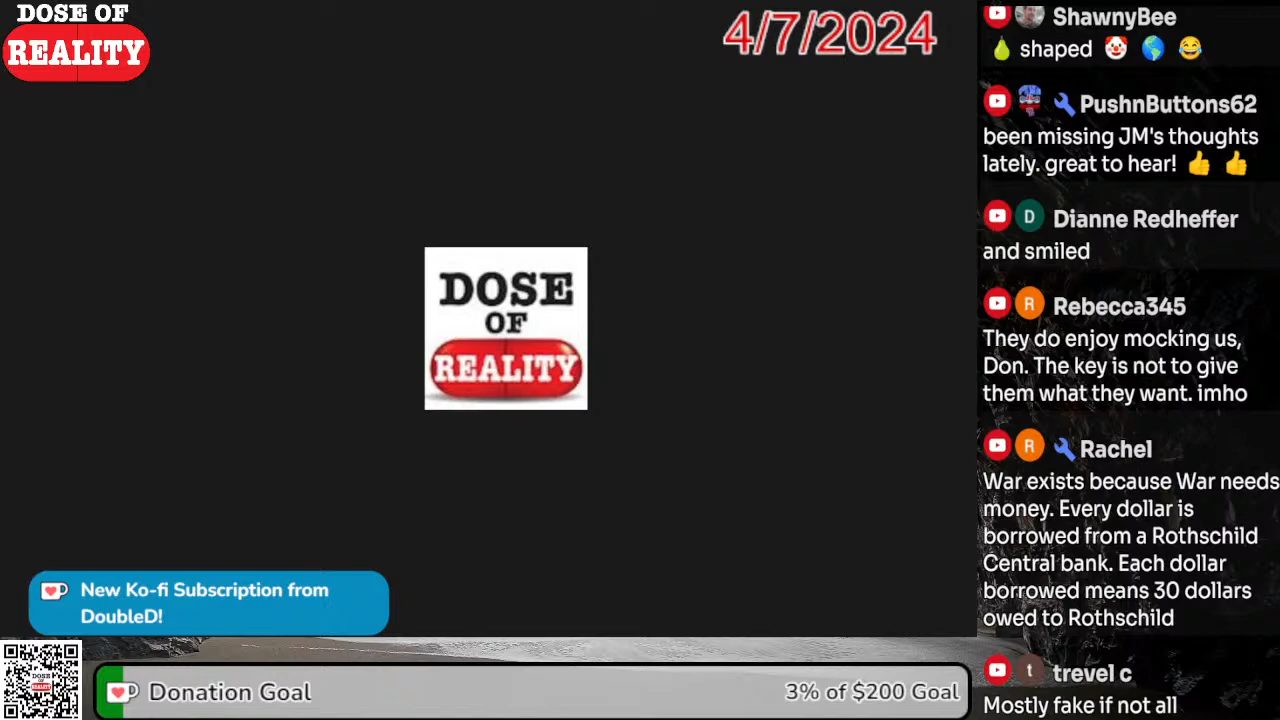 DOSE OF
REALITY
4/7/2024
DOSE
OF
REALITY
New Ko-fi Subscription from
DoubleD!
Donation Goal
3% of $200 Goal
ShawnyBee
🍐 shaped 🤡 🌎 😂
PushnButtons62
been missing JM's thoughts
lately. great to hear! 👍 👍
D
Dianne Redheffer
and smiled
R
Rebecca345
They do enjoy mocking us,
Don. The key is not to give
them what they want. imho
R
Rachel
War exists because War needs
money. Every dollar is
borrowed from a Rothschild
Central bank. Each dollar
borrowed means 30 dollars
owed to Rothschild
t
trevel c
Mostly fake if not all